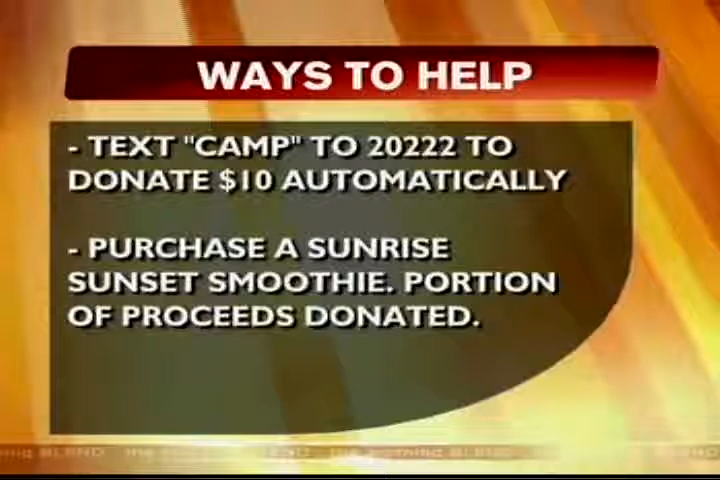 WAYS TO HELP
- TEXT "CAMP" TO 20222 TO
DONATE $10 AUTOMATICALLY
- PURCHASE A SUNRISE
SUNSET SMOOTHIE. PORTION
OF PROCEEDS DONATED.
BLEND